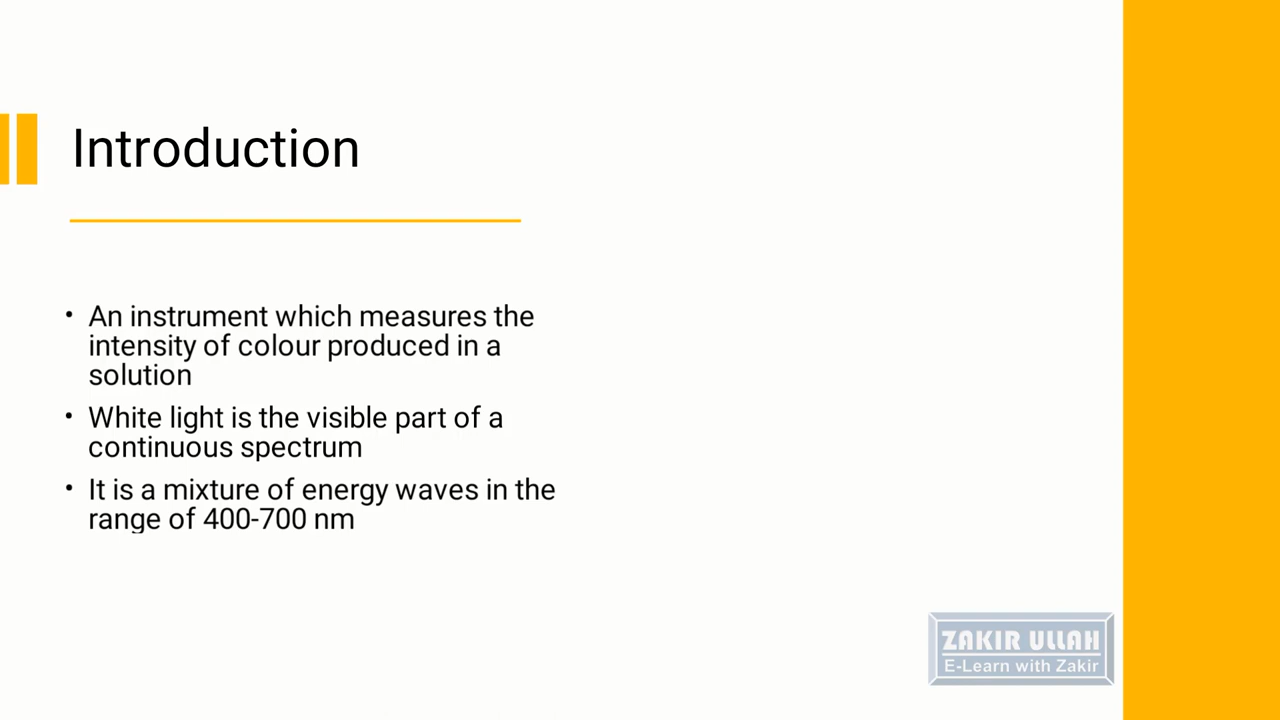 Introduction
• An instrument which measures the
intensity of colour produced in a
solution
• White light is the visible part of a
continuous spectrum
• It is a mixture of energy waves in the
range of 400-700 nm
ZAKIR ULLAH
E-Learn with Zakir